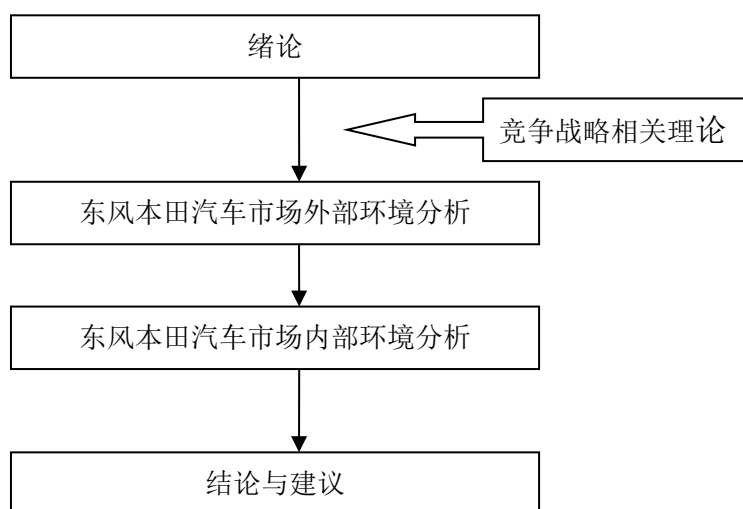 绪论
竞争战略相关理论
东风本田汽车市场外部环境分析
东风本田汽车市场内部环境分析
结论与建议